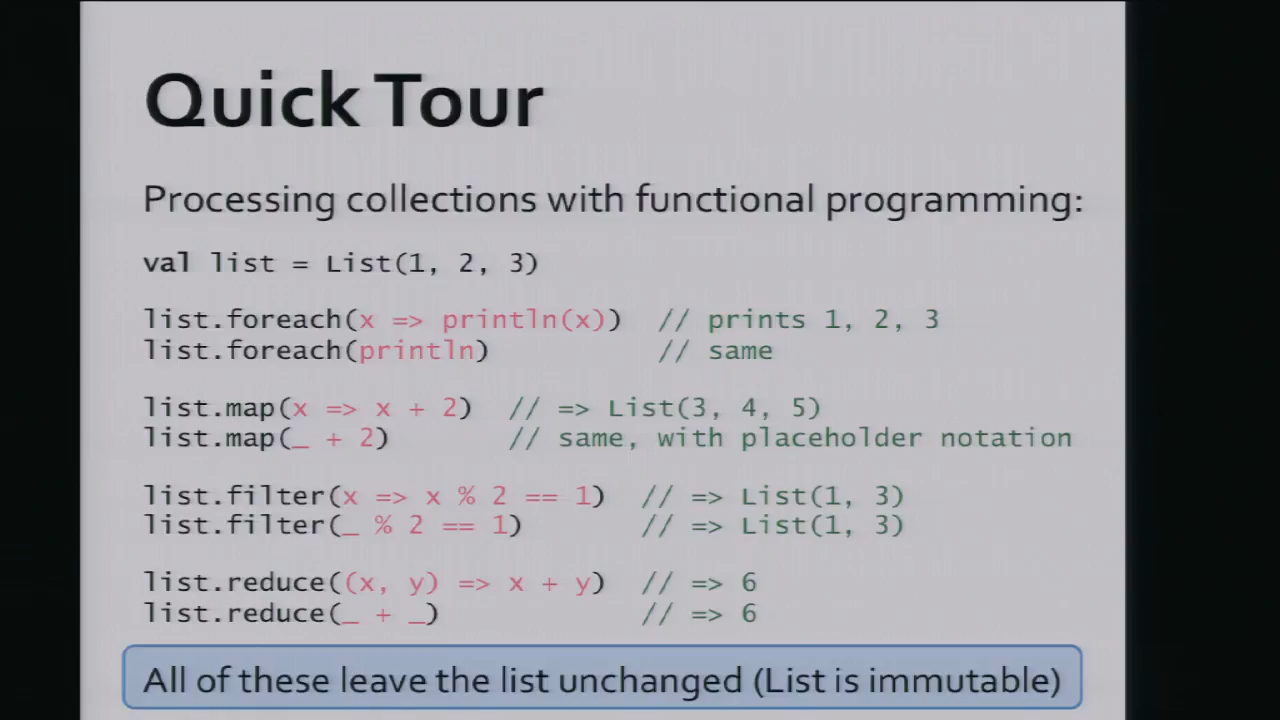 Quick Tour
Processing collections with functional programming:
val list = List(1, 2, 3)
list.foreach(x => println(x))  // prints 1, 2, 3
list.foreach(println)          // same
list.map(x => x + 2)  // => List(3, 4, 5)
list.map(_ + 2)       // same, with placeholder notation
list.filter(x => x % 2 == 1)  // => List(1, 3)
list.filter(_ % 2 == 1)       // => List(1, 3)
list.reduce((x, y) => x + y)  // => 6
list.reduce(_ + _)            // => 6
All of these leave the list unchanged (List is immutable)